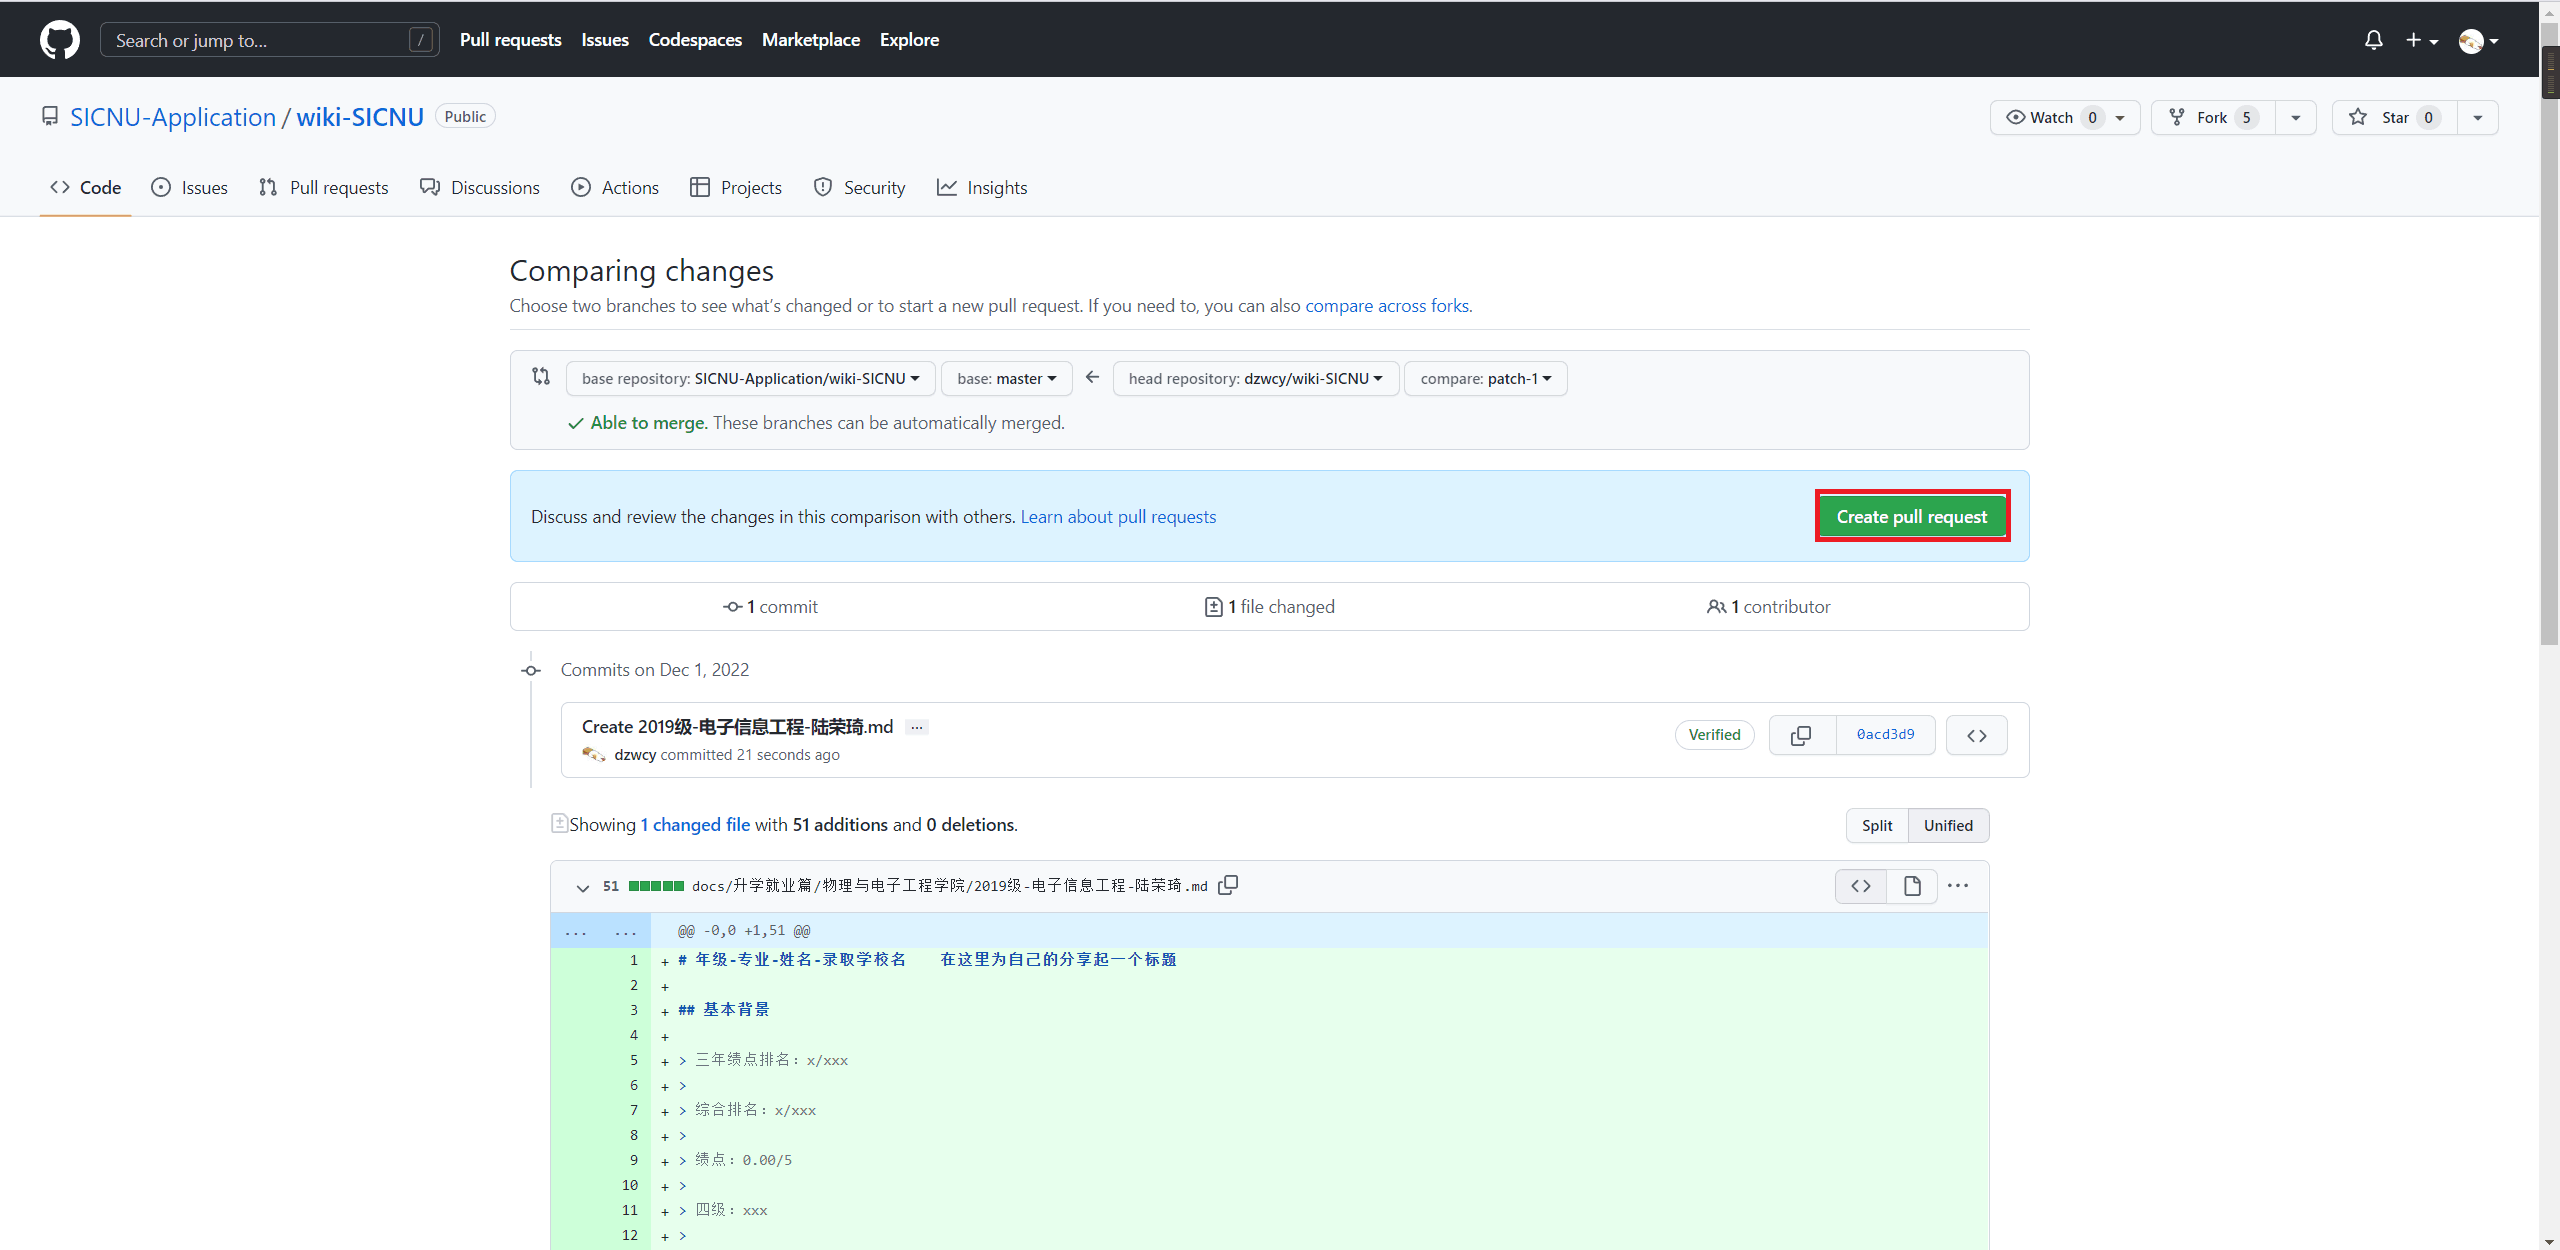 Search or jump to... / Pull requests Issues Codespaces Marketplace Explore
SICNU-Application / wiki-SICNU Public Watch 0 Fork 5 Star 0
Code Issues Pull requests Discussions Actions Projects Security Insights
Comparing changes
Choose two branches to see what's changed or to start a new pull request. If you need to, you can also compare across forks.
base repository: SICNU-Application/wiki-SICNU base: master head repository: dzwcy/wiki-SICNU compare: patch-1
Able to merge. These branches can be automatically merged.
Discuss and review the changes in this comparison with others. Learn about pull requests Create pull request
1 commit 1 file changed 1 contributor
Commits on Dec 1, 2022
Create 2019级-电子信息工程-陆荣琦.md ...
dzwcy committed 21 seconds ago Verified 0acd3d9
Showing 1 changed file with 51 additions and 0 deletions. Split Unified
51 docs/升学就业篇/物理与电子工程学院/2019级-电子信息工程-陆荣琦.md
... ... @@ -0,0 +1,51 @@
1 + # 年级-专业-姓名-录取学校名 在这里为自己的分享起一个标题
2 +
3 + ## 基本背景
4 +
5 + > 三年绩点排名：x/xxx
6 + >
7 + > 综合排名：x/xxx
8 + >
9 + > 绩点：0.00/5
10 + >
11 + > 四级：xxx
12 + >